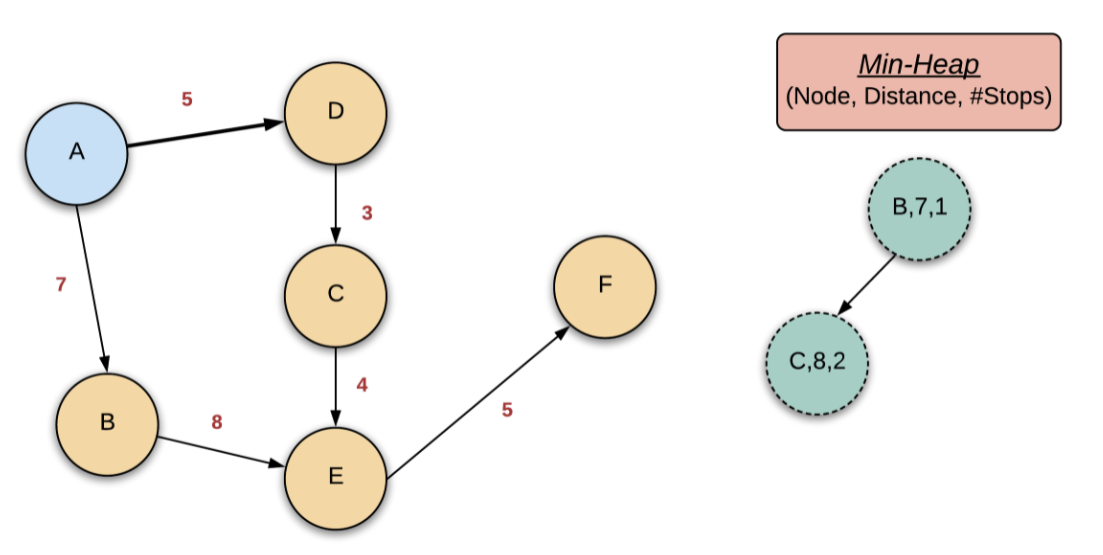 A
5
D
7
3
C
F
4
B
8
E
5
Min-Heap
(Node, Distance, #Stops)
B,7,1
C,8,2